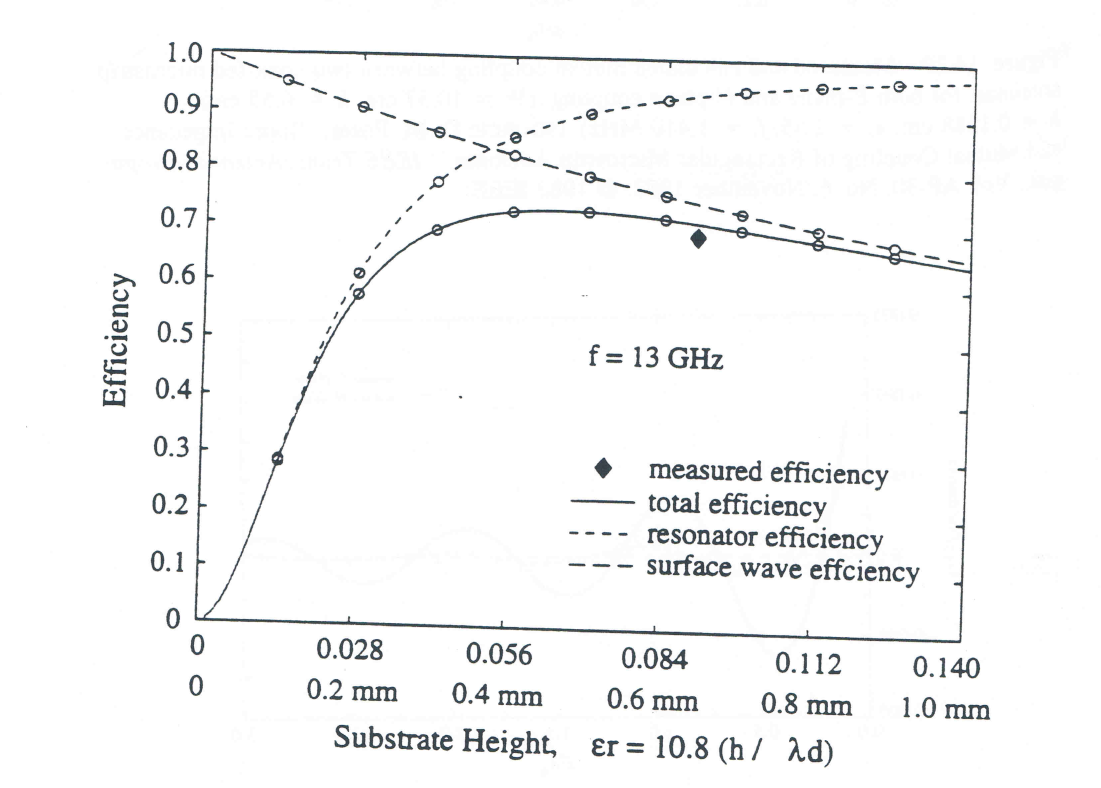 1.0
0.9
0.8
0.7
0.6
0.5
0.4
0.3
0.2
0.1
0
Efficiency
f = 13 GHz
measured efficiency
total efficiency
resonator efficiency
surface wave effciency
0 0.028 0.056 0.084 0.112 0.140
0 0.2 mm 0.4 mm 0.6 mm 0.8 mm 1.0 mm
Substrate Height, εr = 10.8 (h / λd)